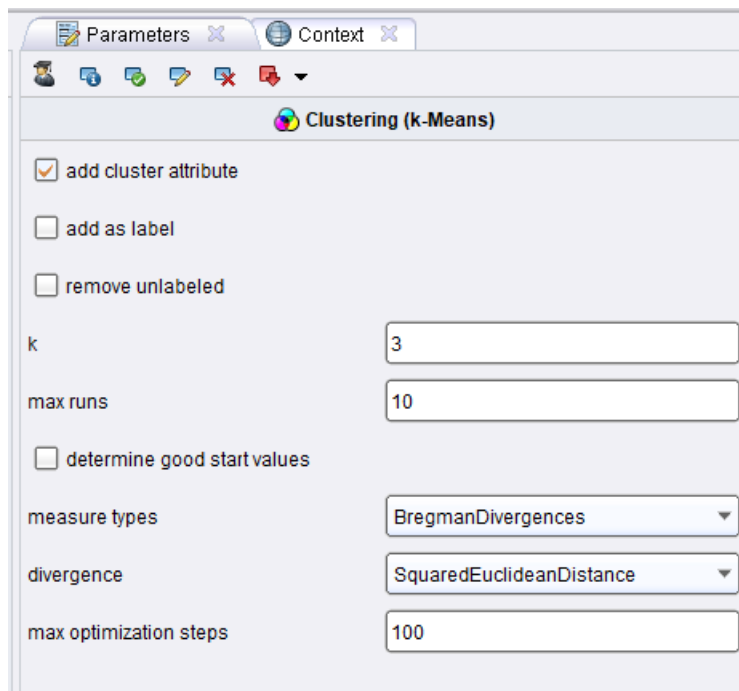 Parameters Context
Clustering (k-Means)
add cluster attribute
add as label
remove unlabeled
k 3
max runs 10
determine good start values
measure types BregmanDivergences
divergence SquaredEuclideanDistance
max optimization steps 100